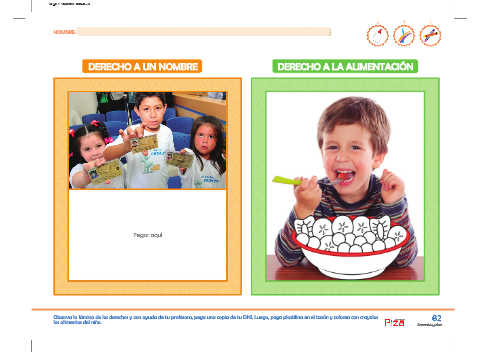 NOMBRE:
DERECHO A UN NOMBRE
DERECHO A LA ALIMENTACIÓN
Pegar aquí
Observa la lámina de los derechos y con ayuda de tu profesora, pega una copia de tu DNI. Luego, pega plastilina en el tazón y colorea con crayolas
los alimentos del niño.
62